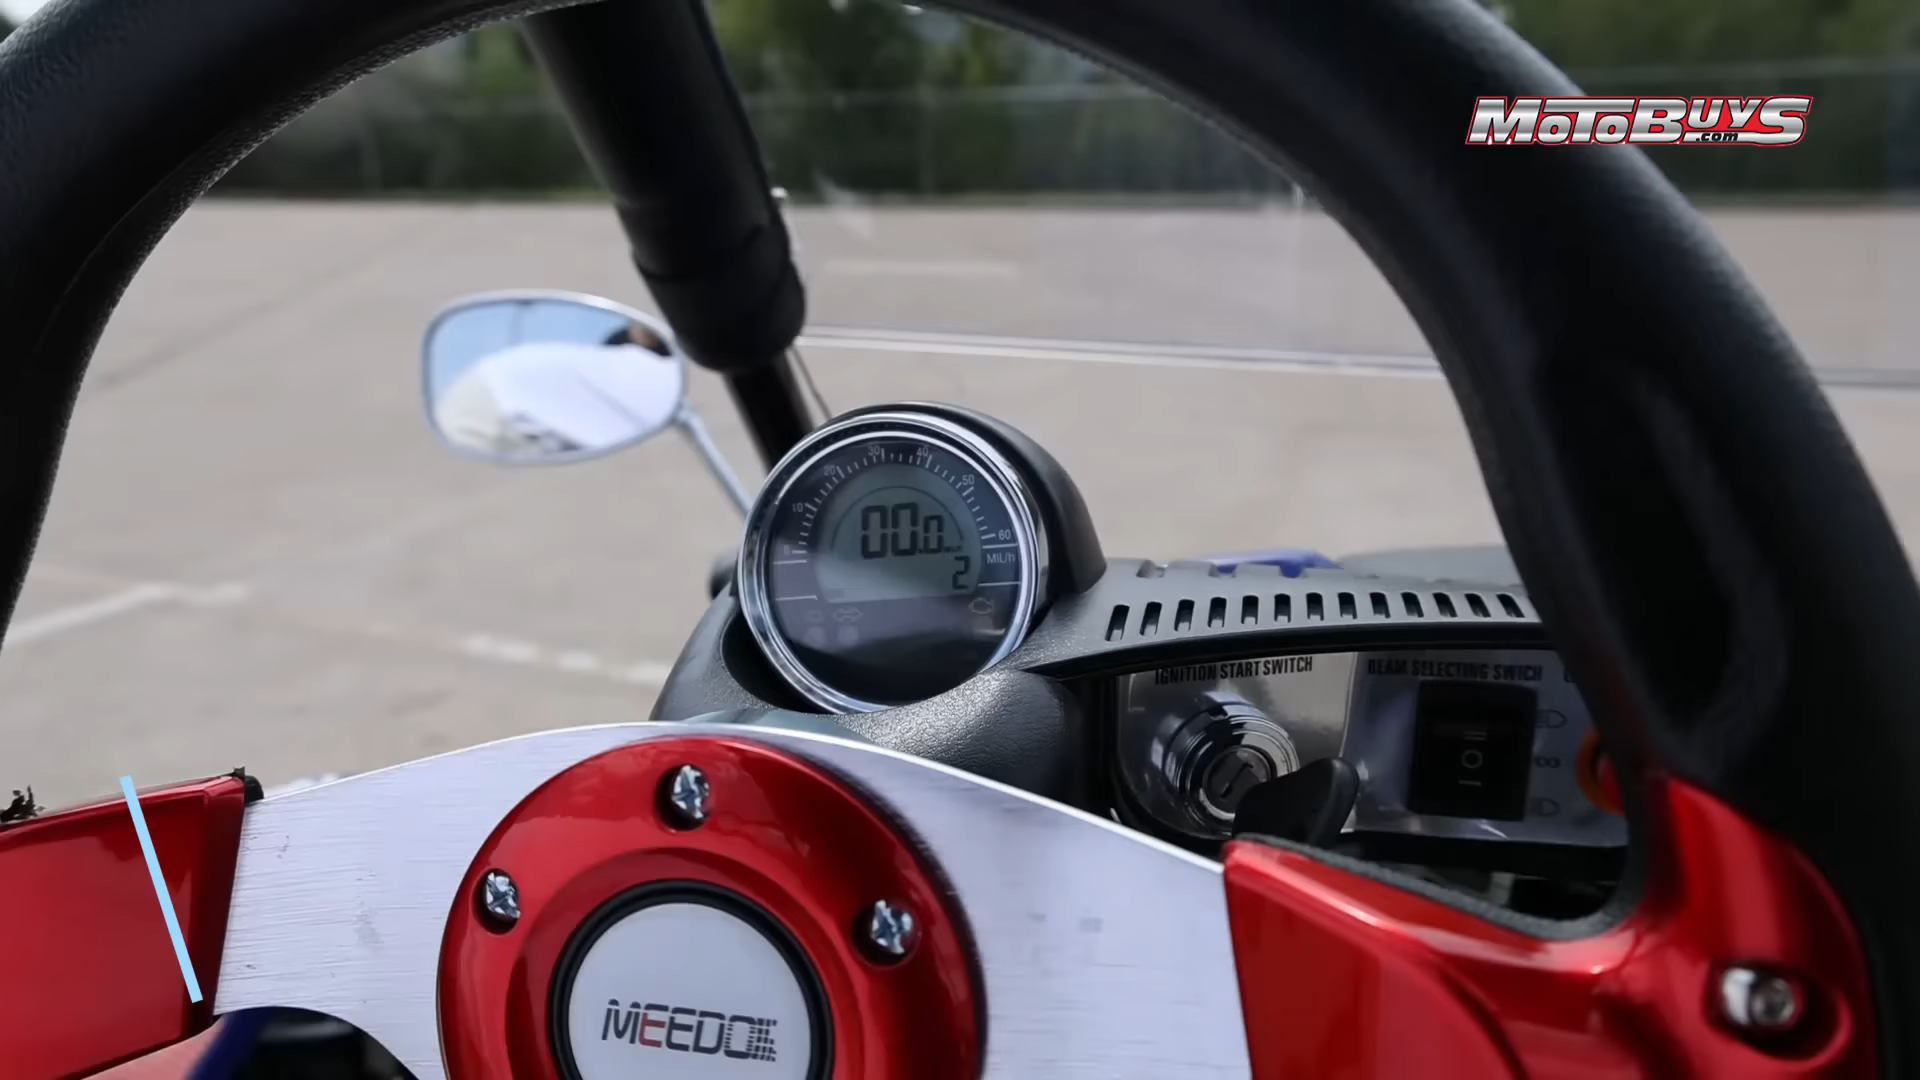 MOTOBUYS
.com
10
20
30
40
50
60
MIL/h
00.0
2
IGNITION START SWITCH
BEAM SELECTING SWICH
MEEDO